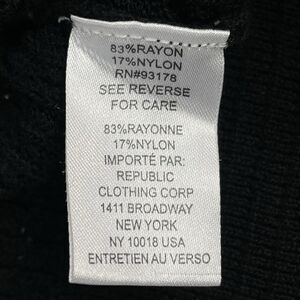 83%RAYON
17%NYLON
RN#93178
SEE REVERSE
FOR CARE
83%RAYONNE
17%NYLON
IMPORTÉ PAR:
REPUBLIC
CLOTHING CORP
1411 BROADWAY
NEW YORK
NY 10018 USA
ENTRETIEN AU VERSO